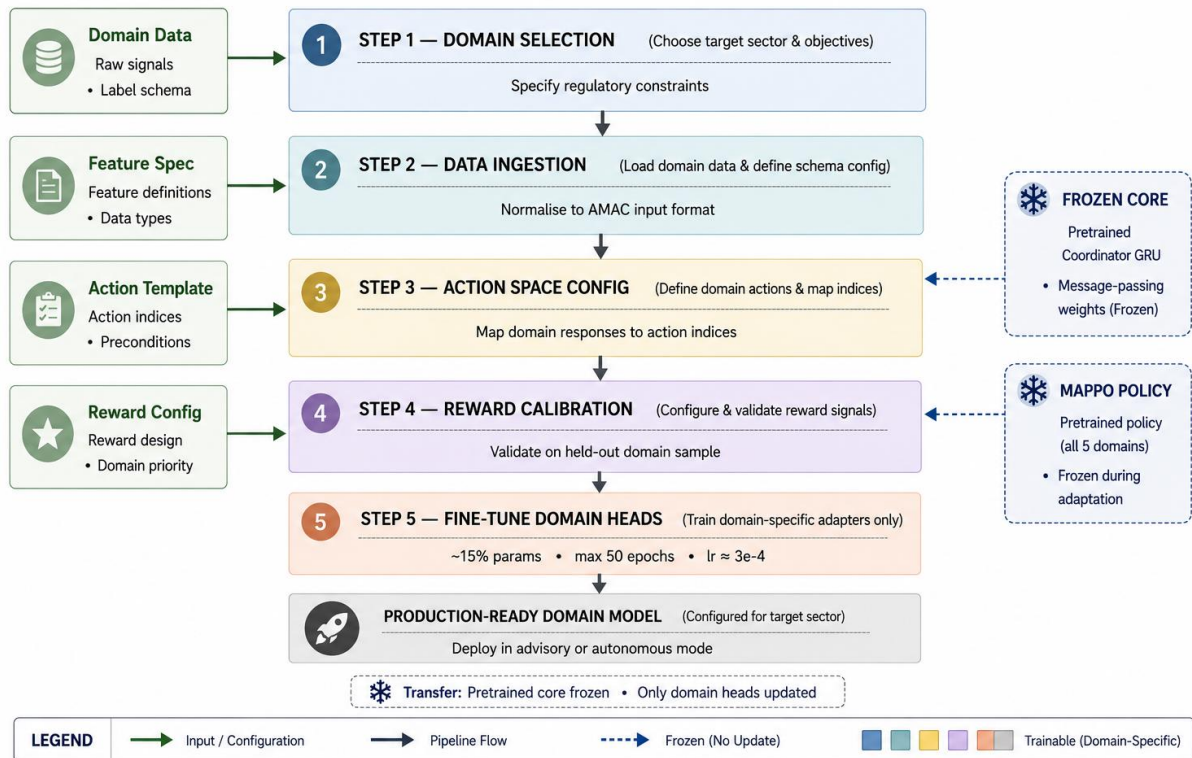 Domain Data
Raw signals
• Label schema
1
STEP 1 — DOMAIN SELECTION (Choose target sector & objectives)
Specify regulatory constraints
Feature Spec
Feature definitions
• Data types
2
STEP 2 — DATA INGESTION (Load domain data & define schema config)
Normalise to AMAC input format
Action Template
Action indices
• Preconditions
3
STEP 3 — ACTION SPACE CONFIG (Define domain actions & map indices)
Map domain responses to action indices
FROZEN CORE
Pretrained
Coordinator GRU
• Message-passing
weights (Frozen)
Reward Config
Reward design
• Domain priority
4
STEP 4 — REWARD CALIBRATION (Configure & validate reward signals)
Validate on held-out domain sample
MAPPO POLICY
Pretrained policy
(all 5 domains)
• Frozen during
adaptation
5
STEP 5 — FINE-TUNE DOMAIN HEADS (Train domain-specific adapters only)
~15% params • max 50 epochs • lr ≈ 3e-4
PRODUCTION-READY DOMAIN MODEL (Configured for target sector)
Deploy in advisory or autonomous mode
Transfer: Pretrained core frozen • Only domain heads updated
LEGEND Input / Configuration Pipeline Flow Frozen (No Update) Trainable (Domain-Specific)